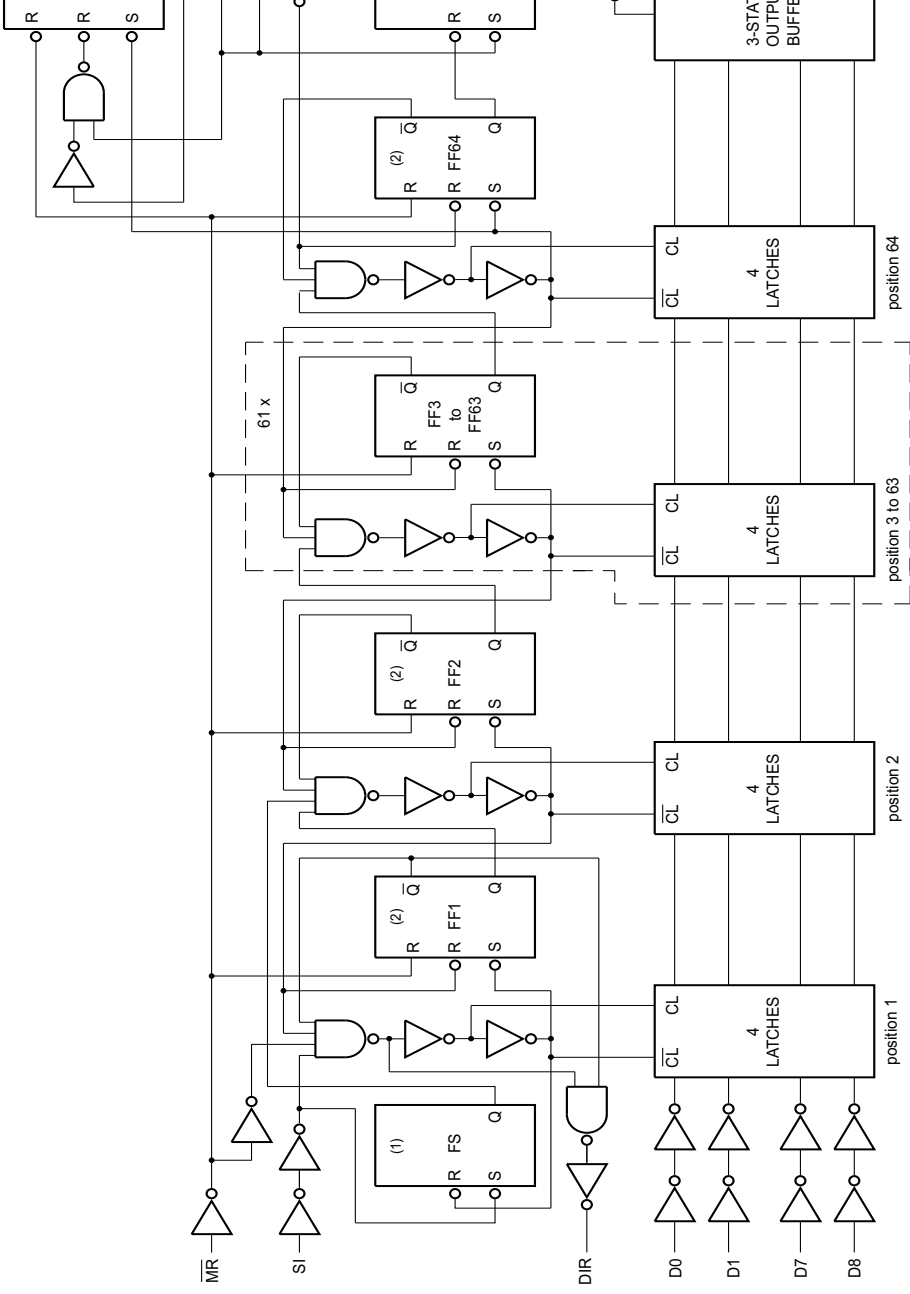 R
R
S
R
S
3-STAT
OUTPU
BUFFE
M̅R̅
SI
DIR
D0
D1
D7
D8
(1)
FS
R
S
Q
(2)
FF1
R
R
S
Q̅
Q
(2)
FF2
R
R
S
Q̅
Q
61 x
FF3
to
FF63
R
R
S
Q̅
Q
(2)
FF64
R
R
S
Q̅
Q
C̅L̅
CL
4
LATCHES
position 1
C̅L̅
CL
4
LATCHES
position 2
C̅L̅
CL
4
LATCHES
position 3 to 63
C̅L̅
CL
4
LATCHES
position 64